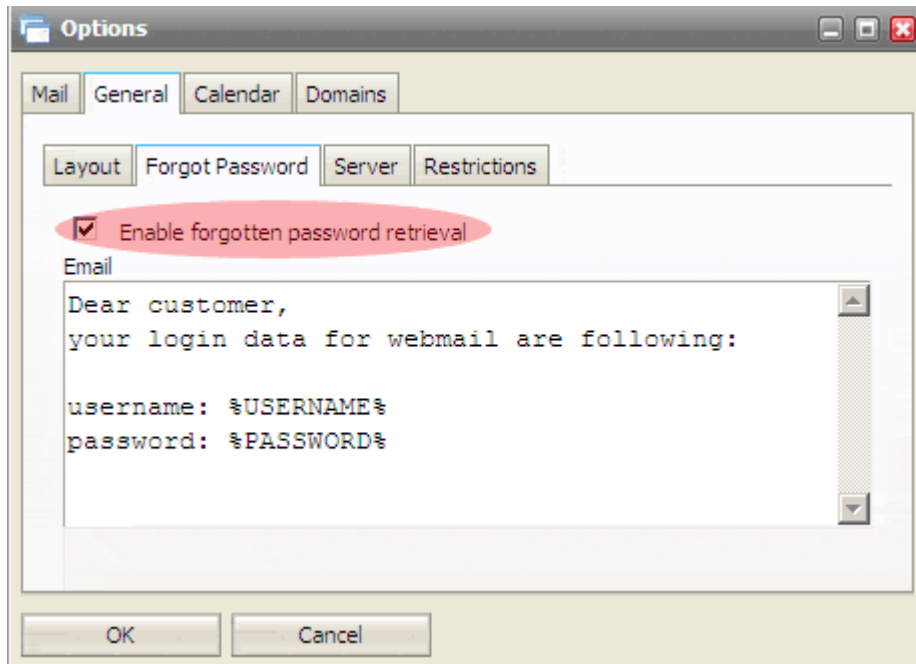 Options
Mail General Calendar Domains
Layout Forgot Password Server Restrictions
Enable forgotten password retrieval
Email
Dear customer,
your login data for webmail are following:
username: %USERNAME%
password: %PASSWORD%
OK Cancel